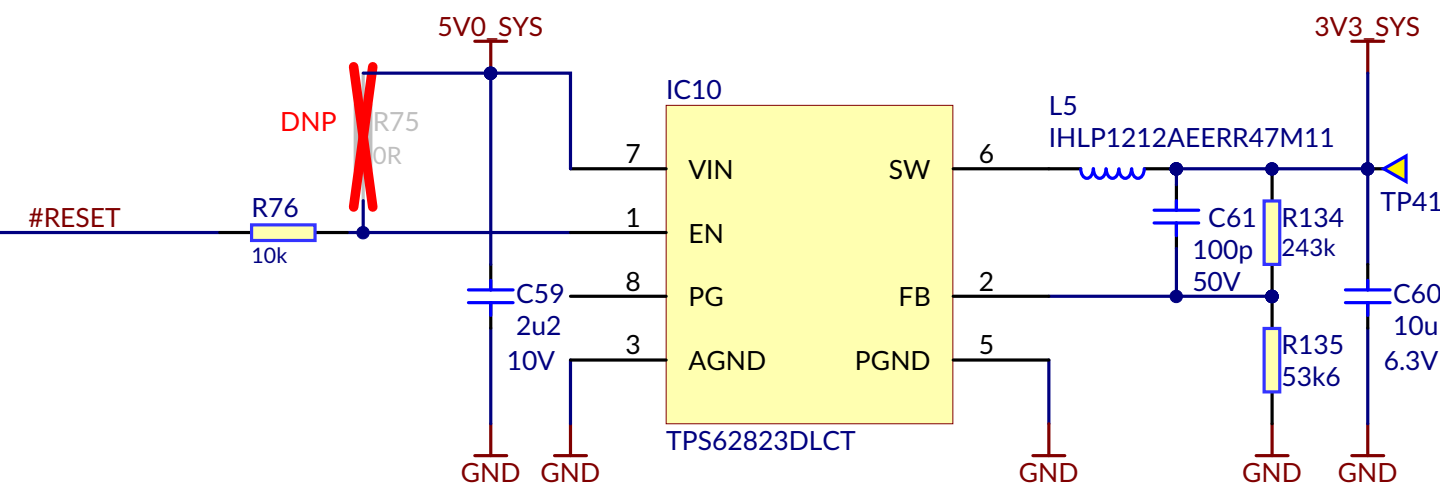 5V0_SYS
3V3_SYS
IC10
L5
IHLP1212AEERR47M11
DNP
R75
0R
7
VIN
SW
6
TP41
#RESET
R76
10k
1
EN
C61
100p
50V
R134
243k
8
PG
FB
2
C59
2u2
10V
C60
10u
6.3V
3
AGND
PGND
5
R135
53k6
TPS62823DLCT
GND
GND
GND
GND
GND